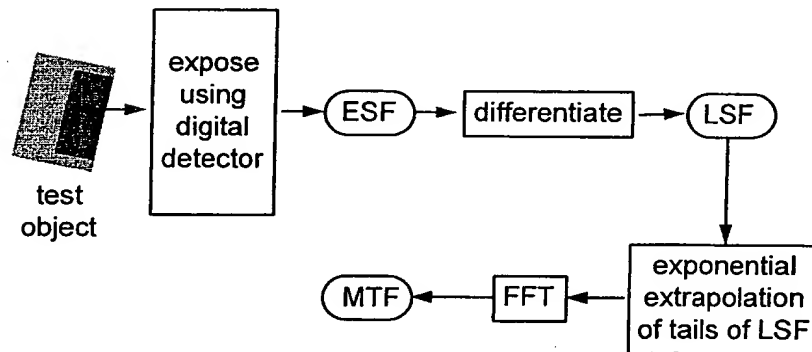 test
object
expose
using
digital
detector
ESF
differentiate
LSF
exponential
extrapolation
of tails of LSF
FFT
MTF